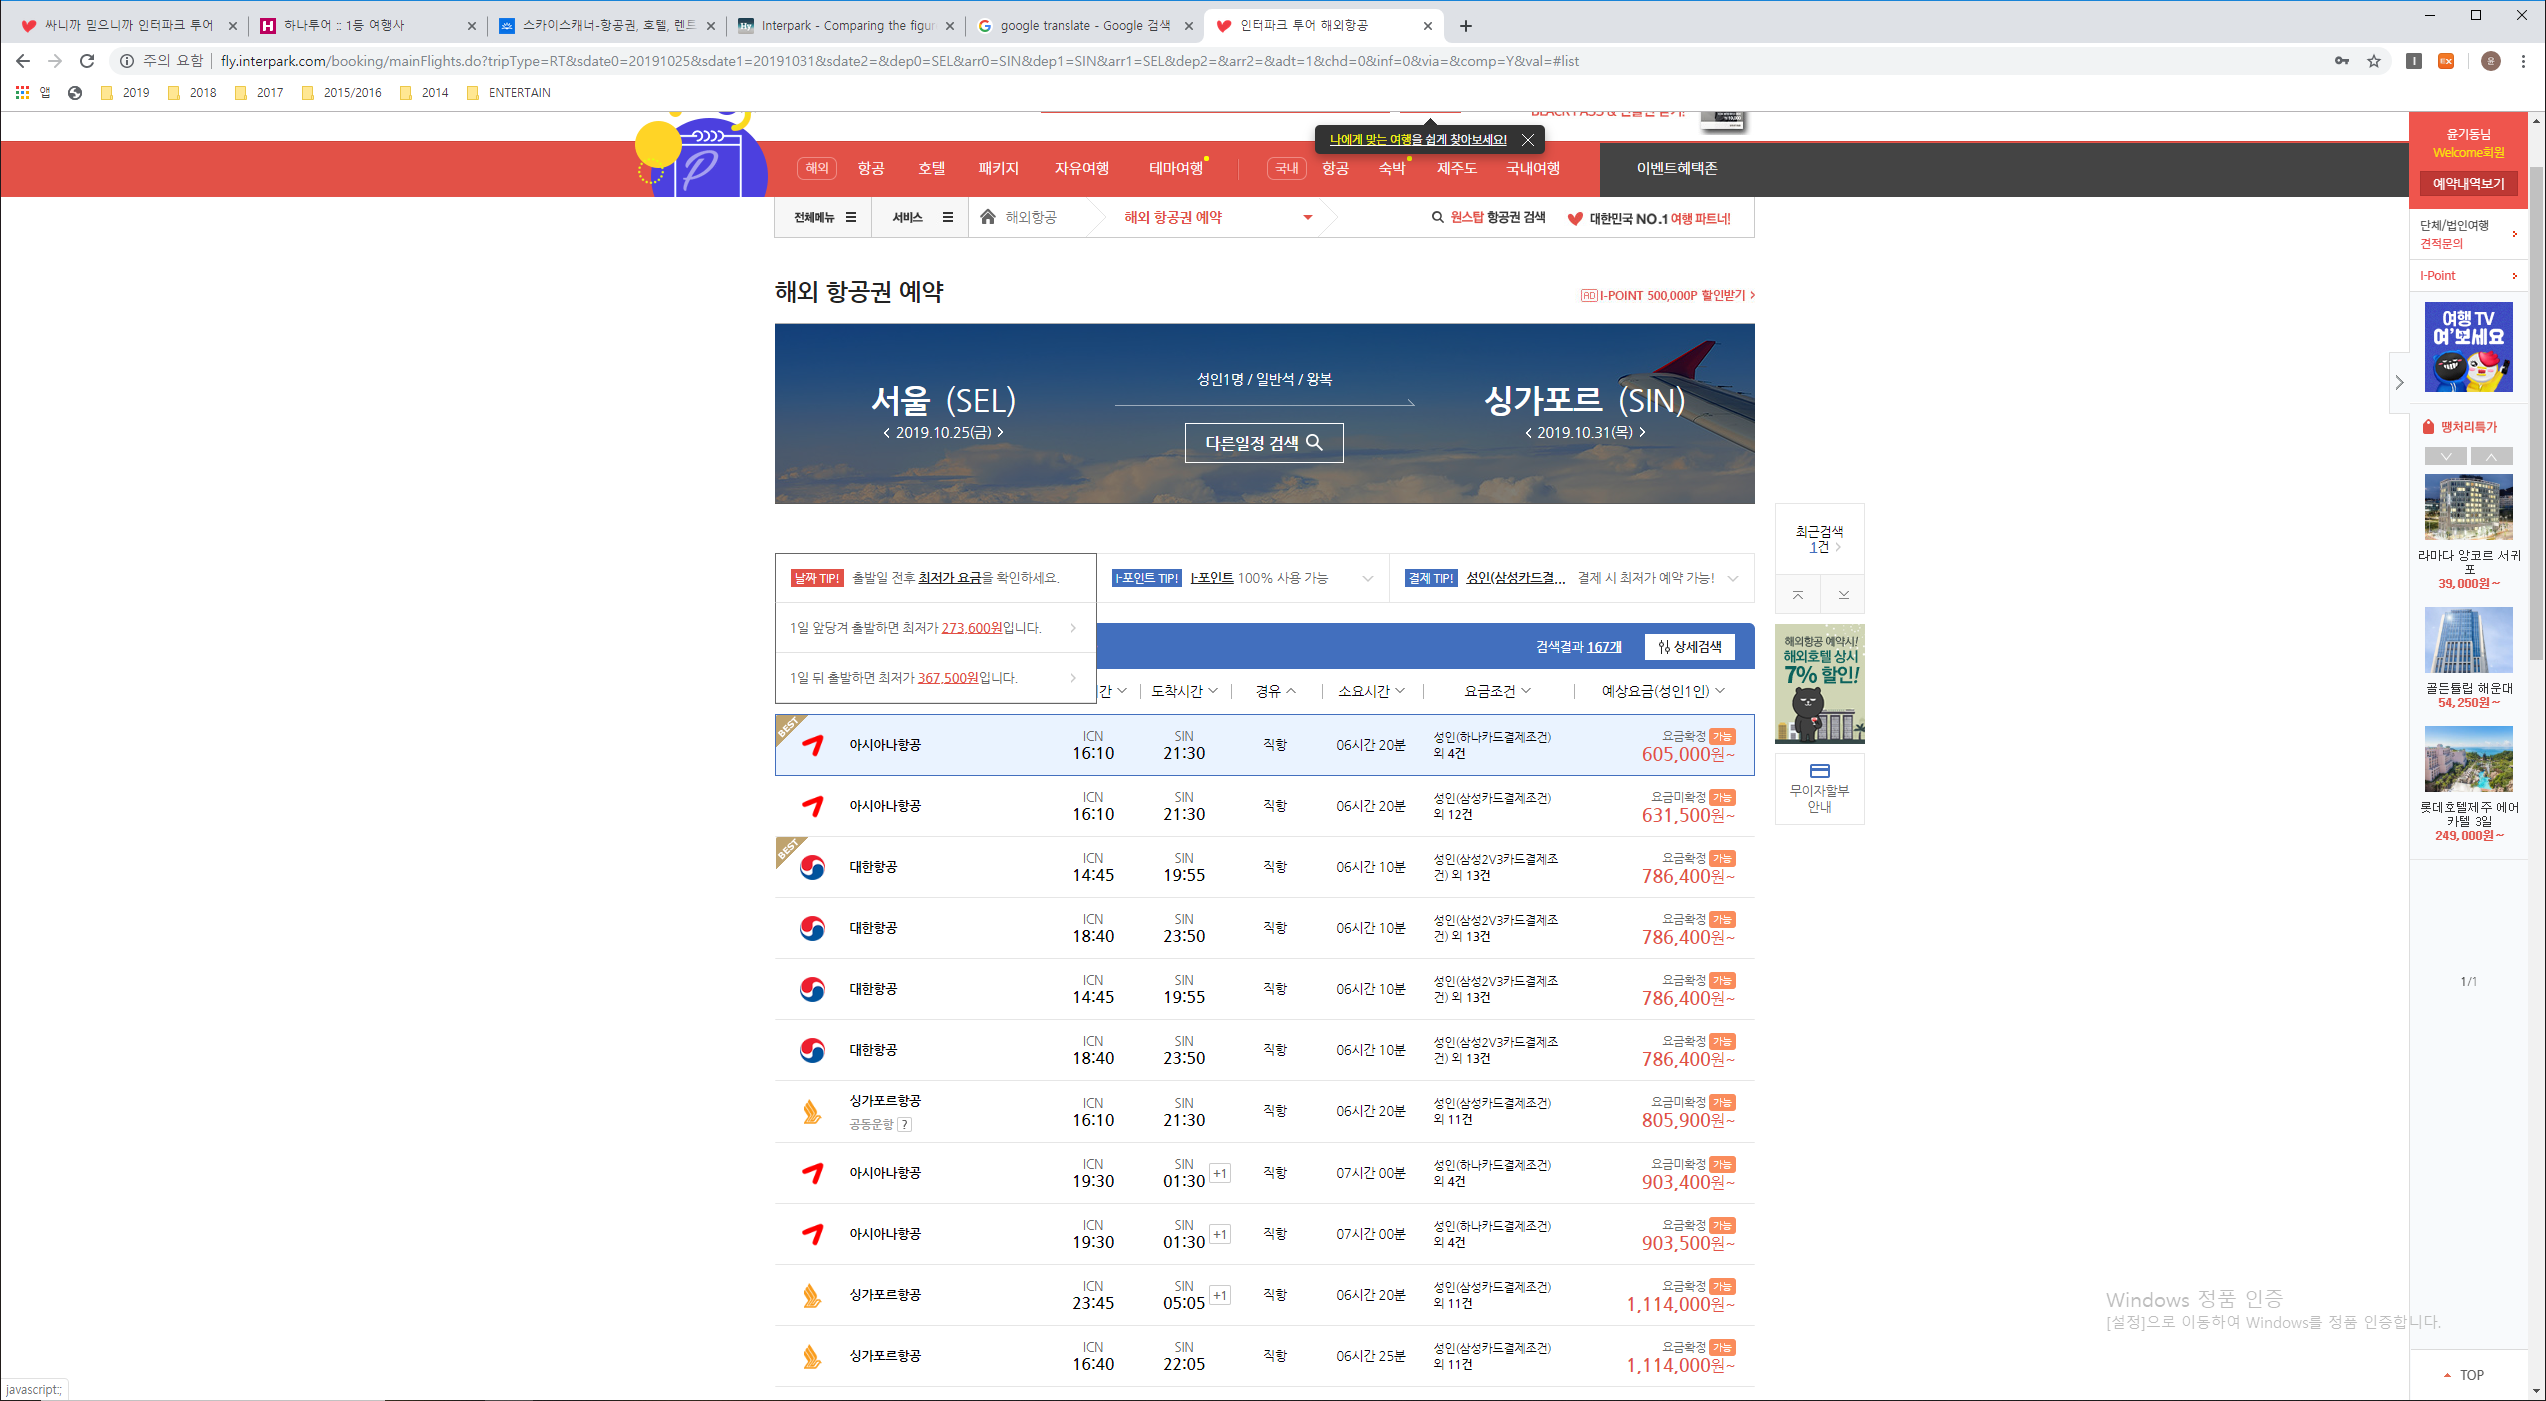 싸니까 믿으니까 인터파크 투어
하나투어 :: 1등 여행사
스카이스캐너-항공권, 호텔, 렌트
Interpark - Comparing the figur
google translate - Google 검색
인터파크 투어 해외항공
주의 요함
fly.interpark.com/booking/mainFlights.do?tripType=RT&sdate0=20191025&sdate1=20191031&sdate2=&dep0=SEL&arr0=SIN&dep1=SIN&arr1=SEL&dep2=&arr2=&adt=1&chd=0&inf=0&via=&comp=Y&val=#list
앱 2019 2018 2017 2015/2016 2014 ENTERTAIN
나에게 맞는 여행을 쉽게 찾아보세요!
해외 항공 호텔 패키지 자유여행 테마여행 국내 항공 숙박 제주도 국내여행 이벤트혜택존
전체메뉴 서비스 해외항공 해외 항공권 예약 원스탑 항공권 검색 대한민국 NO.1 여행 파트너!
해외 항공권 예약
AD I-POINT 500,000P 할인받기
성인1명 / 일반석 / 왕복
서울 (SEL)
싱가포르 (SIN)
2019.10.25(금)
2019.10.31(목)
다른일정 검색
날짜 TIP! 출발일 전후 최저가 요금을 확인하세요.
I-포인트 TIP! I-포인트 100% 사용 가능
결제 TIP! 성인(삼성카드결... 결제 시 최저가 예약 가능!
1일 앞당겨 출발하면 최저가 273,600원입니다.
1일 뒤 출발하면 최저가 367,500원입니다.
검색결과 167개
상세검색
간 도착시간 경유 소요시간 요금조건 예상요금(성인1인)
BEST
아시아나항공 ICN 16:10 SIN 21:30 직항 06시간 20분 성인(하나카드결제조건) 외 4건 요금확정 가능 605,000원~
아시아나항공 ICN 16:10 SIN 21:30 직항 06시간 20분 성인(삼성카드결제조건) 외 12건 요금미확정 가능 631,500원~
BEST
대한항공 ICN 14:45 SIN 19:55 직항 06시간 10분 성인(삼성2V3카드결제조건) 외 13건 요금확정 가능 786,400원~
대한항공 ICN 18:40 SIN 23:50 직항 06시간 10분 성인(삼성2V3카드결제조건) 외 13건 요금확정 가능 786,400원~
대한항공 ICN 14:45 SIN 19:55 직항 06시간 10분 성인(삼성2V3카드결제조건) 외 13건 요금확정 가능 786,400원~
대한항공 ICN 18:40 SIN 23:50 직항 06시간 10분 성인(삼성2V3카드결제조건) 외 13건 요금확정 가능 786,400원~
싱가포르항공 공동운항 ? ICN 16:10 SIN 21:30 직항 06시간 20분 성인(삼성카드결제조건) 외 11건 요금미확정 가능 805,900원~
아시아나항공 ICN 19:30 SIN 01:30 +1 직항 07시간 00분 성인(하나카드결제조건) 외 4건 요금미확정 가능 903,400원~
아시아나항공 ICN 19:30 SIN 01:30 +1 직항 07시간 00분 성인(하나카드결제조건) 외 4건 요금확정 가능 903,500원~
싱가포르항공 ICN 23:45 SIN 05:05 +1 직항 06시간 20분 성인(삼성카드결제조건) 외 11건 요금확정 가능 1,114,000원~
싱가포르항공 ICN 16:40 SIN 22:05 직항 06시간 25분 성인(삼성카드결제조건) 외 11건 요금확정 가능 1,114,000원~
최근검색
1건
해외항공 예약시!
해외호텔 상시
7% 할인!
무이자할부
안내
윤기동님
Welcome회원
예약내역보기
단체/법인여행
견적문의
I-Point
여행 TV
여'보세요
땡처리특가
라마다 앙코르 서귀
포
39,000원~
골든튤립 해운대
54,250원~
롯데호텔제주 에어
카텔 3일
249,000원~
1/1
Windows 정품 인증
[설정]으로 이동하여 Windows를 정품 인증합니다.
TOP
javascript:;